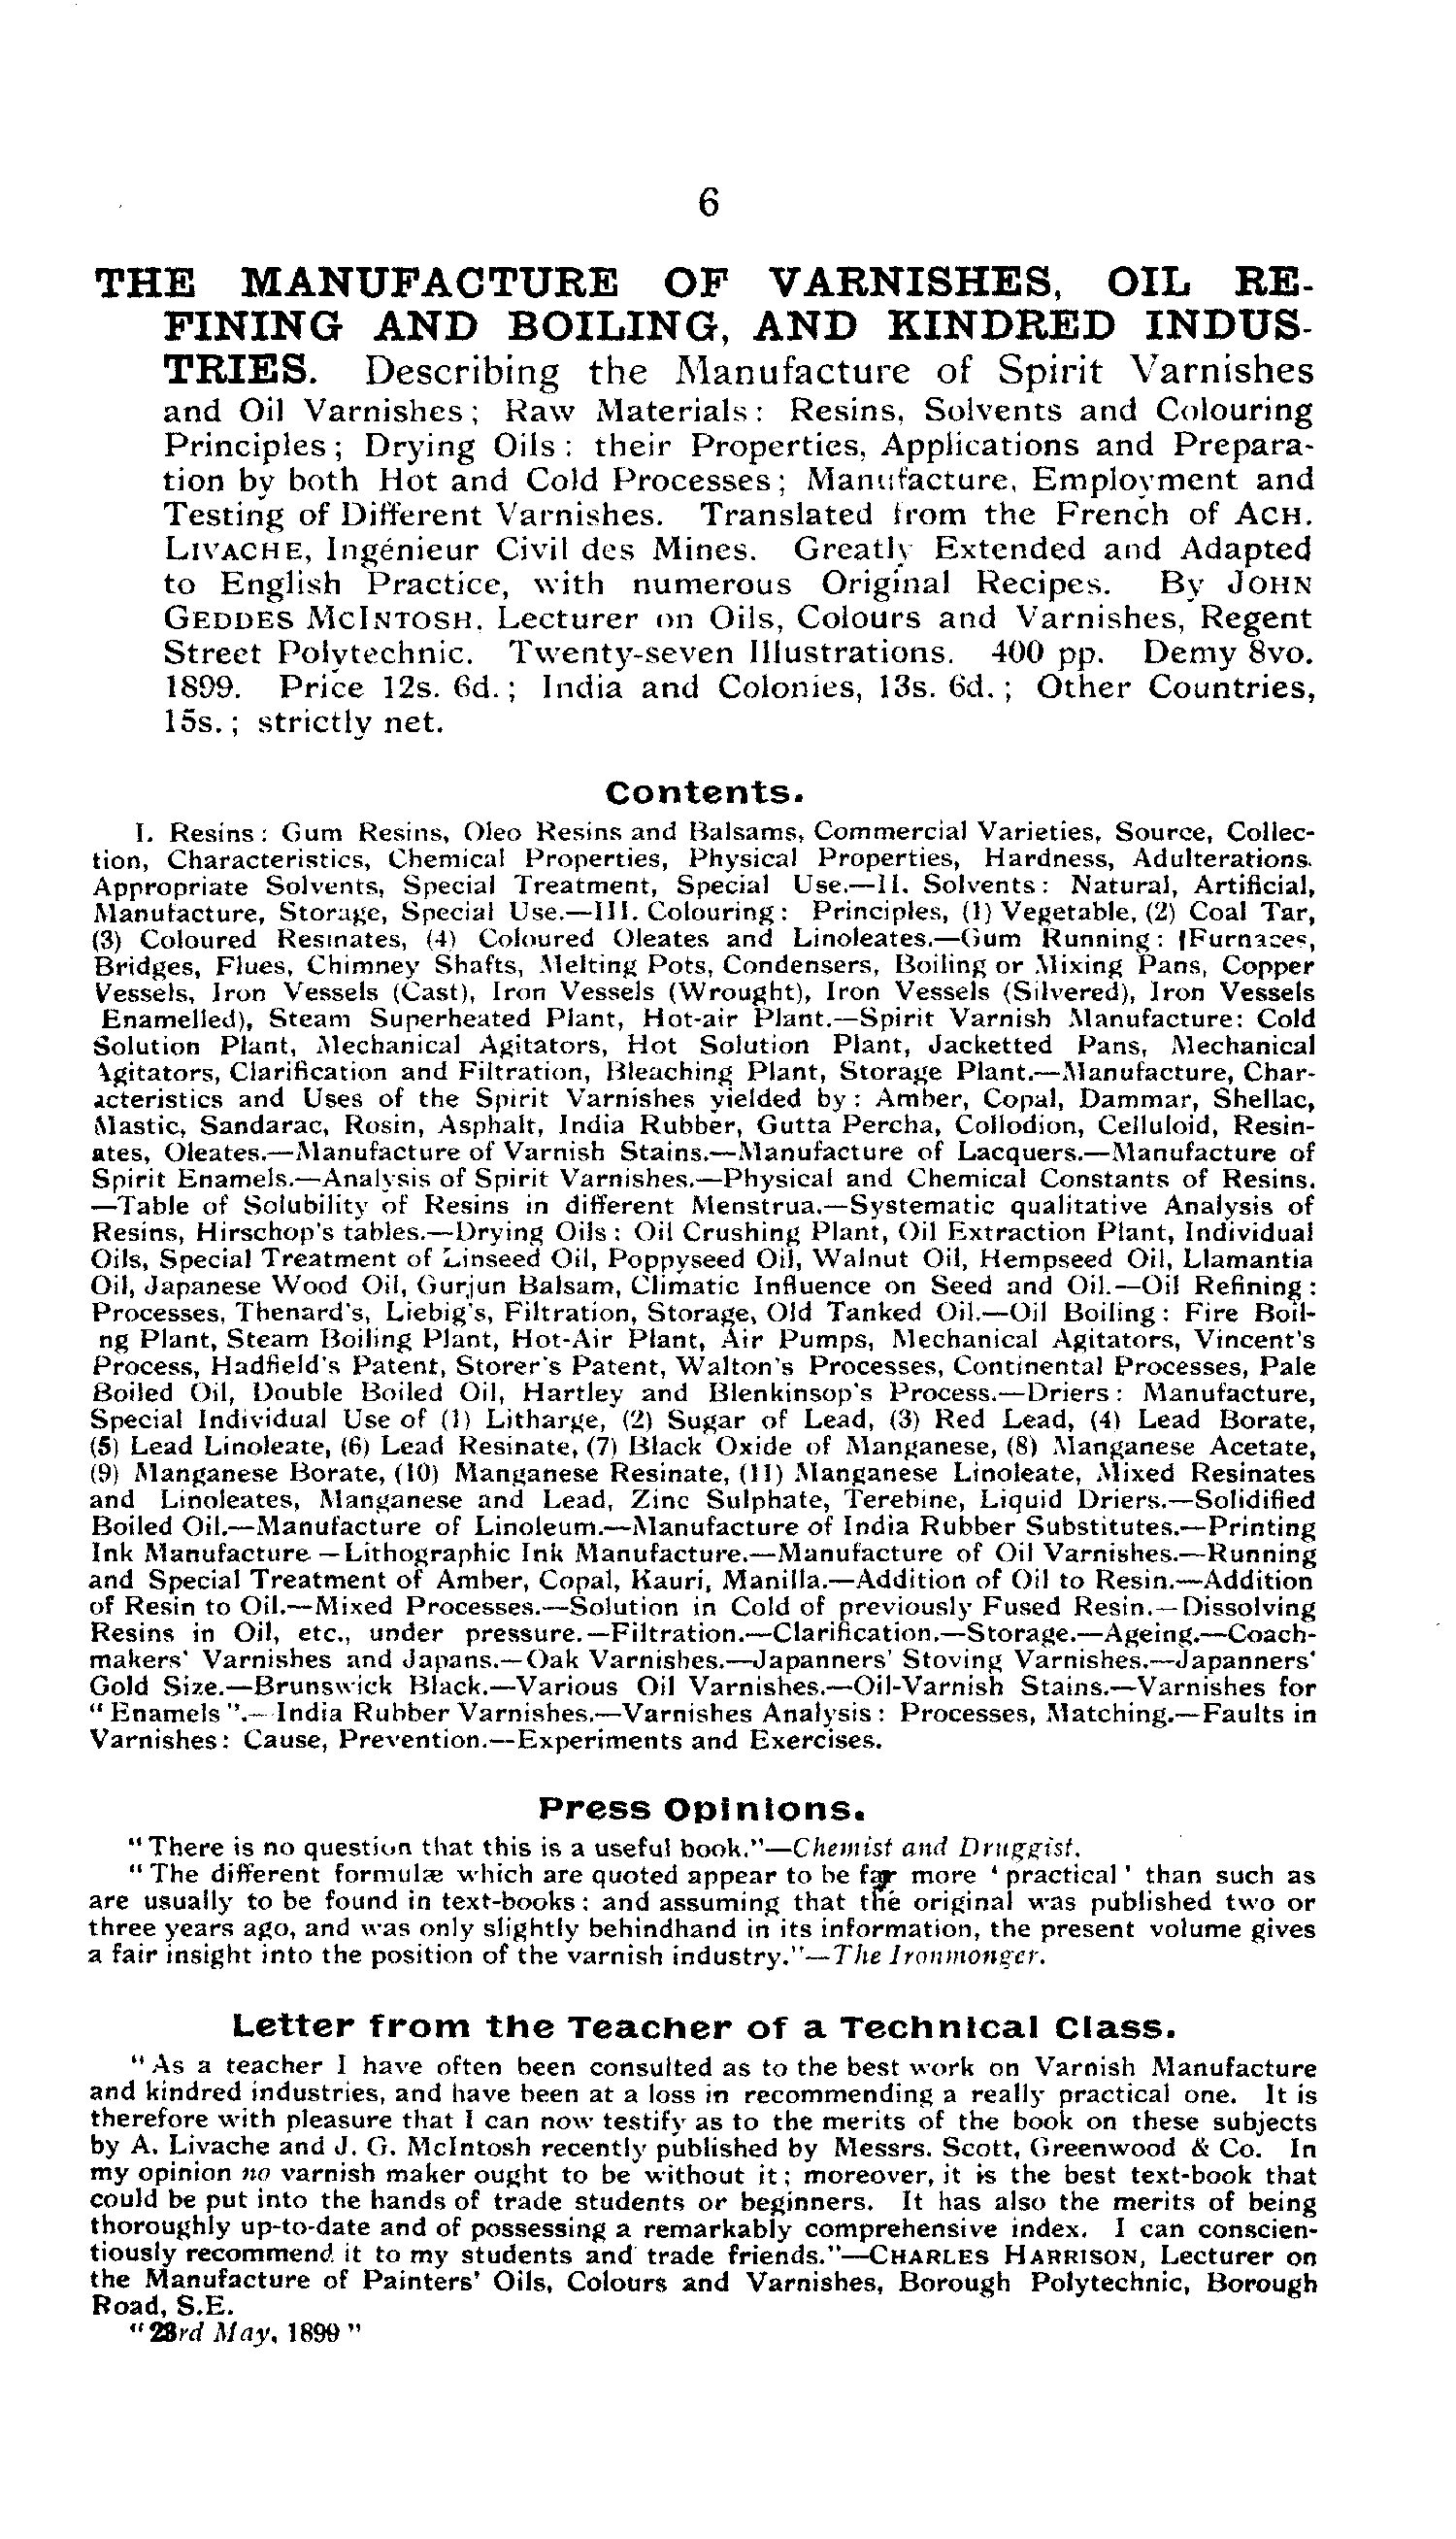 6
THE MANUFACTURE OF VARNISHES, OIL RE-
FINING AND BOILING, AND KINDRED INDUS-
TRIES. Describing the Manufacture of Spirit Varnishes
and Oil Varnishes; Raw Materials: Resins, Solvents and Colouring
Principles; Drying Oils: their Properties, Applications and Prepara-
tion by both Hot and Cold Processes; Manufacture, Employment and
Testing of Different Varnishes. Translated from the French of ACH.
LIVACHE, Ingénieur Civil des Mines. Greatly Extended and Adapted
to English Practice, with numerous Original Recipes. By JOHN
GEDDES MCINTOSH, Lecturer on Oils, Colours and Varnishes, Regent
Street Polytechnic. Twenty-seven Illustrations. 400 pp. Demy 8vo.
1899. Price 12s. 6d.; India and Colonies, 13s. 6d.; Other Countries,
15s.; strictly net.
Contents.
I. Resins: Gum Resins, Oleo Resins and Balsams, Commercial Varieties, Source, Collec-
tion, Characteristics, Chemical Properties, Physical Properties, Hardness, Adulterations.
Appropriate Solvents, Special Treatment, Special Use.—II. Solvents: Natural, Artificial,
Manufacture, Storage, Special Use.—III. Colouring: Principles, (1) Vegetable, (2) Coal Tar,
(3) Coloured Resinates, (4) Coloured Oleates and Linoleates.—Gum Running: Furnaces,
Bridges, Flues, Chimney Shafts, Melting Pots, Condensers, Boiling or Mixing Pans, Copper
Vessels, Iron Vessels (Cast), Iron Vessels (Wrought), Iron Vessels (Silvered), Iron Vessels
Enamelled), Steam Superheated Plant, Hot-air Plant.—Spirit Varnish Manufacture: Cold
Solution Plant, Mechanical Agitators, Hot Solution Plant, Jacketted Pans, Mechanical
Agitators, Clarification and Filtration, Bleaching Plant, Storage Plant.—Manufacture, Char-
acteristics and Uses of the Spirit Varnishes yielded by: Amber, Copal, Dammar, Shellac,
Mastic, Sandarac, Rosin, Asphalt, India Rubber, Gutta Percha, Collodion, Celluloid, Resin-
ates, Oleates.—Manufacture of Varnish Stains.—Manufacture of Lacquers.—Manufacture of
Spirit Enamels.—Analysis of Spirit Varnishes.—Physical and Chemical Constants of Resins.
—Table of Solubility of Resins in different Menstrua.—Systematic qualitative Analysis of
Resins, Hirschop's tables.—Drying Oils: Oil Crushing Plant, Oil Extraction Plant, Individual
Oils, Special Treatment of Linseed Oil, Poppyseed Oil, Walnut Oil, Hempseed Oil, Llamantia
Oil, Japanese Wood Oil, Gurjun Balsam, Climatic Influence on Seed and Oil.—Oil Refining:
Processes, Thenard's, Liebig's, Filtration, Storage, Old Tanked Oil.—Oil Boiling: Fire Boil-
ng Plant, Steam Boiling Plant, Hot-Air Plant, Air Pumps, Mechanical Agitators, Vincent's
Process, Hadfield's Patent, Storer's Patent, Walton's Processes, Continental Processes, Pale
Boiled Oil, Double Boiled Oil, Hartley and Blenkinsop's Process.—Driers: Manufacture,
Special Individual Use of (1) Litharge, (2) Sugar of Lead, (3) Red Lead, (4) Lead Borate,
(5) Lead Linoleate, (6) Lead Resinate, (7) Black Oxide of Manganese, (8) Manganese Acetate,
(9) Manganese Borate, (10) Manganese Resinate, (11) Manganese Linoleate, Mixed Resinates
and Linoleates, Manganese and Lead, Zinc Sulphate, Terebine, Liquid Driers.—Solidified
Boiled Oil.—Manufacture of Linoleum.—Manufacture of India Rubber Substitutes.—Printing
Ink Manufacture—Lithographic Ink Manufacture.—Manufacture of Oil Varnishes.—Running
and Special Treatment of Amber, Copal, Kauri, Manilla.—Addition of Oil to Resin.—Addition
of Resin to Oil.—Mixed Processes.—Solution in Cold of previously Fused Resin.—Dissolving
Resins in Oil, etc., under pressure.—Filtration.—Clarification.—Storage.—Ageing.—Coach-
makers' Varnishes and Japans.—Oak Varnishes.—Japanners' Stoving Varnishes.—Japanners'
Gold Size.—Brunswick Black.—Various Oil Varnishes.—Oil-Varnish Stains.—Varnishes for
"Enamels".—India Rubber Varnishes.—Varnishes Analysis: Processes, Matching.—Faults in
Varnishes: Cause, Prevention.—Experiments and Exercises.
Press Opinions.
"There is no question that this is a useful book."—Chemist and Druggist.
"The different formulæ which are quoted appear to be far more 'practical' than such as
are usually to be found in text-books: and assuming that the original was published two or
three years ago, and was only slightly behindhand in its information, the present volume gives
a fair insight into the position of the varnish industry."—The Ironmonger.
Letter from the Teacher of a Technical Class.
"As a teacher I have often been consulted as to the best work on Varnish Manufacture
and kindred industries, and have been at a loss in recommending a really practical one. It is
therefore with pleasure that I can now testify as to the merits of the book on these subjects
by A. Livache and J. G. McIntosh recently published by Messrs. Scott, Greenwood & Co. In
my opinion no varnish maker ought to be without it; moreover, it is the best text-book that
could be put into the hands of trade students or beginners. It has also the merits of being
thoroughly up-to-date and of possessing a remarkably comprehensive index. I can conscien-
tiously recommend it to my students and trade friends."—CHARLES HARRISON, Lecturer on
the Manufacture of Painters' Oils, Colours and Varnishes, Borough Polytechnic, Borough
Road, S.E.
"23rd May, 1899"